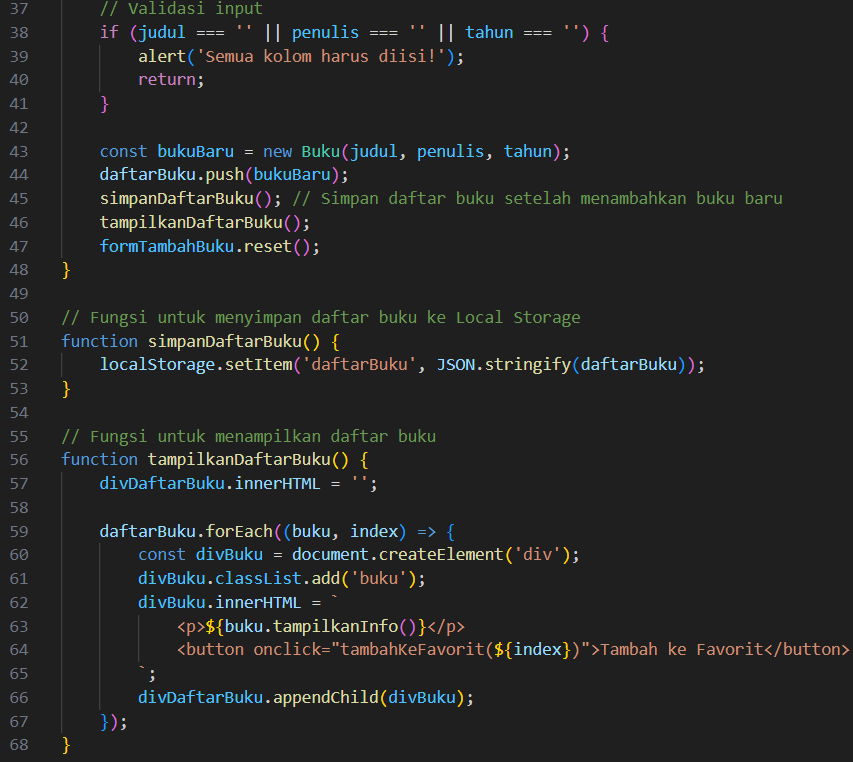 37 // Validasi input
38 if (judul === '' || penulis === '' || tahun === '') {
39 alert('Semua kolom harus diisi!');
40 return;
41 }
42
43 const bukuBaru = new Buku(judul, penulis, tahun);
44 daftarBuku.push(bukuBaru);
45 simpanDaftarBuku(); // Simpan daftar buku setelah menambahkan buku baru
46 tampilkanDaftarBuku();
47 formTambahBuku.reset();
48 }
49
50 // Fungsi untuk menyimpan daftar buku ke Local Storage
51 function simpanDaftarBuku() {
52 localStorage.setItem('daftarBuku', JSON.stringify(daftarBuku));
53 }
54
55 // Fungsi untuk menampilkan daftar buku
56 function tampilkanDaftarBuku() {
57 divDaftarBuku.innerHTML = '';
58
59 daftarBuku.forEach((buku, index) => {
60 const divBuku = document.createElement('div');
61 divBuku.classList.add('buku');
62 divBuku.innerHTML = `
63 <p>${buku.tampilkanInfo()}</p>
64 <button onclick="tambahKeFavorit(${index})">Tambah ke Favorit</button>
65 `;
66 divDaftarBuku.appendChild(divBuku);
67 });
68 }